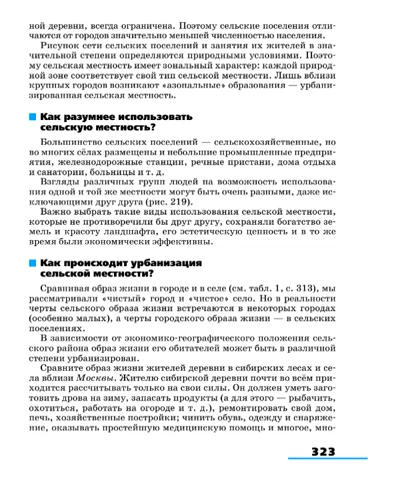 ной деревни, всегда ограничена. Поэтому сельские поселения отли-
чаются от городов значительно меньшей численностью населения.
Рисунок сети сельских поселений и занятия их жителей в зна-
чительной степени определяются природными условиями. Поэто-
му сельская местность имеет зональный характер: каждой природ-
ной зоне соответствует свой тип сельской местности. Лишь вблизи
крупных городов возникают «азональные» образования — урбани-
зированная сельская местность.
Как разумнее использовать
сельскую местность?
Большинство сельских поселений — сельскохозяйственные, но
во многих сёлах размещены и небольшие промышленные предпри-
ятия, железнодорожные станции, речные пристани, дома отдыха
и санатории, больницы и т. д.
Взгляды различных групп людей на возможность использова-
ния одной и той же местности могут быть очень разными, даже ис-
ключающими друг друга (рис. 219).
Важно выбрать такие виды использования сельской местности,
которые не противоречили бы друг другу, сохраняли богатство зе-
мель и красоту ландшафта, его эстетическую ценность и в то же
время были экономически эффективны.
Как происходит урбанизация
сельской местности?
Сравнивая образ жизни в городе и в селе (см. табл. 1, с. 313), мы
рассматривали «чистый» город и «чистое» село. Но в реальности
черты сельского образа жизни встречаются в некоторых городах
(особенно малых), а черты городского образа жизни — в сельских
поселениях.
В зависимости от экономико-географического положения сель-
ского района образ жизни его обитателей может быть в различной
степени урбанизирован.
Сравните образ жизни жителей деревни в сибирских лесах и се-
ла вблизи Москвы. Жителю сибирской деревни почти во всём при-
ходится рассчитывать только на свои силы. Он должен уметь заго-
товить дрова на зиму, запасать продукты (а для этого — рыбачить,
охотиться, работать на огороде и т. д.), ремонтировать свой дом,
печь, хозяйственные постройки; чинить обувь, одежду и снаряже-
ние, оказывать простейшую медицинскую помощь и многое, мно-
323